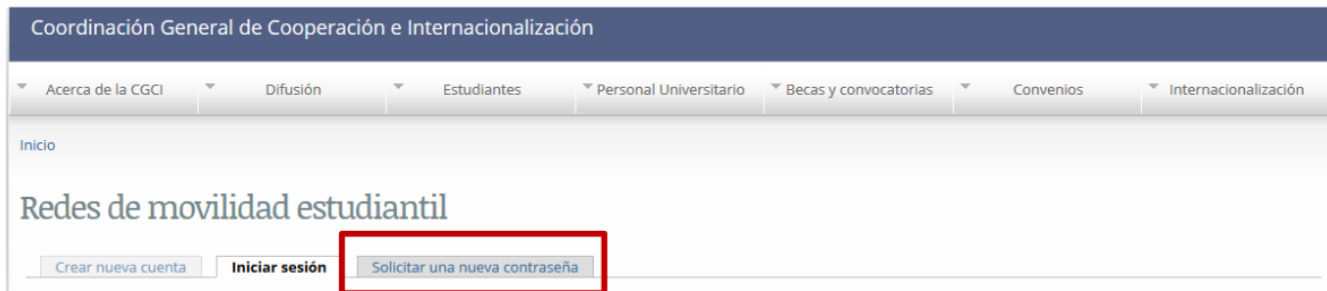 Coordinación General de Cooperación e Internacionalización
Acerca de la CGCI Difusión Estudiantes Personal Universitario Becas y convocatorias Convenios Internacionalización
Inicio
Redes de movilidad estudiantil
Crear nueva cuenta Iniciar sesión Solicitar una nueva contraseña